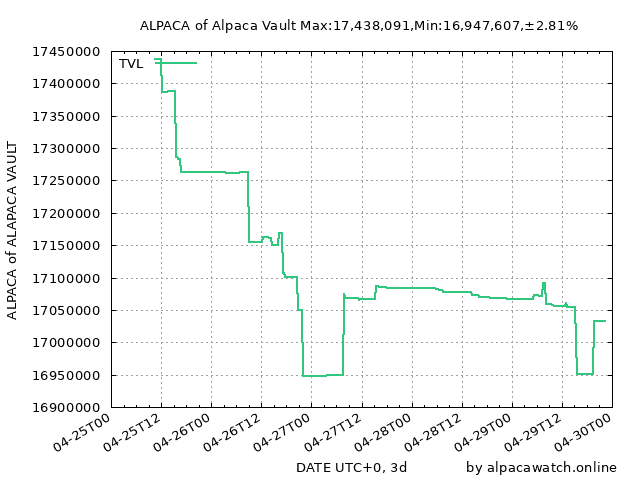 ALPACA of Alpaca Vault Max:17,438,091,Min:16,947,607,±2.81%
TVL
17450000
17400000
17350000
17300000
17250000
17200000
17150000
17100000
17050000
17000000
16950000
16900000
ALPACA of ALAPACA VAULT
04-25T00
04-25T12
04-26T00
04-26T12
04-27T00
04-27T12
04-28T00
04-28T12
04-29T00
04-29T12
04-30T00
DATE UTC+0, 3d
by alpacawatch.online